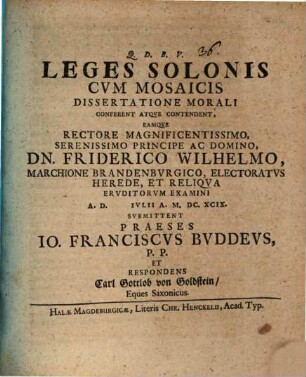 Q. D. B. V.
36.
LEGES SOLONIS
CVM MOSAICIS
DISSERTATIONE MORALI
CONFERENT ATQVE CONTENDENT,
EAMQVE
RECTORE MAGNIFICENTISSIMO,
SERENISSIMO PRINCIPE AC DOMINO,
DN. FRIDERICO WILHELMO,
MARCHIONE BRANDENBVRGICO, ELECTORATVS
HEREDE, ET RELIQVA
ERVDITORVM EXAMINI
A. D. IVLII A. M. DC. XCIX.
SVBMITTENT
PRAESES
IO. FRANCISCVS BVDDEVS,
P. P.
ET
RESPONDENS
Carl Gottlob von Goldstein/
Eques Saxonicus.
HALÆ MAGDEBVRGICÆ, Literis CHR. HENCKELII, Acad. Typ.